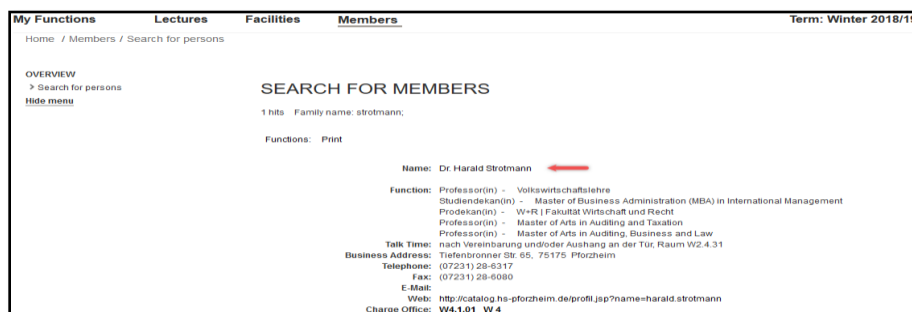 My Functions Lectures Facilities Members Term: Winter 2018/19
Home / Members / Search for persons
OVERVIEW
> Search for persons
Hide menu
SEARCH FOR MEMBERS
1 hits Family name: strotmann;
Functions: Print
Name: Dr. Harald Strotmann
Function: Professor(in) - Volkswirtschaftslehre
Studiendekan(in) - Master of Business Administration (MBA) in International Management
Prodekan(in) - W+R | Fakultät Wirtschaft und Recht
Professor(in) - Master of Arts in Auditing and Taxation
Professor(in) - Master of Arts in Auditing, Business and Law
Talk Time: nach Vereinbarung und/oder Aushang an der Tür, Raum W2.4.31
Business Address: Tiefenbronner Str. 65, 75175 Pforzheim
Telephone: (07231) 28-6317
Fax: (07231) 28-6080
E-Mail:
Web: http://catalog.hs-pforzheim.de/profil.jsp?name=harald.strotmann
Charge Office: W4.1.01 W 4